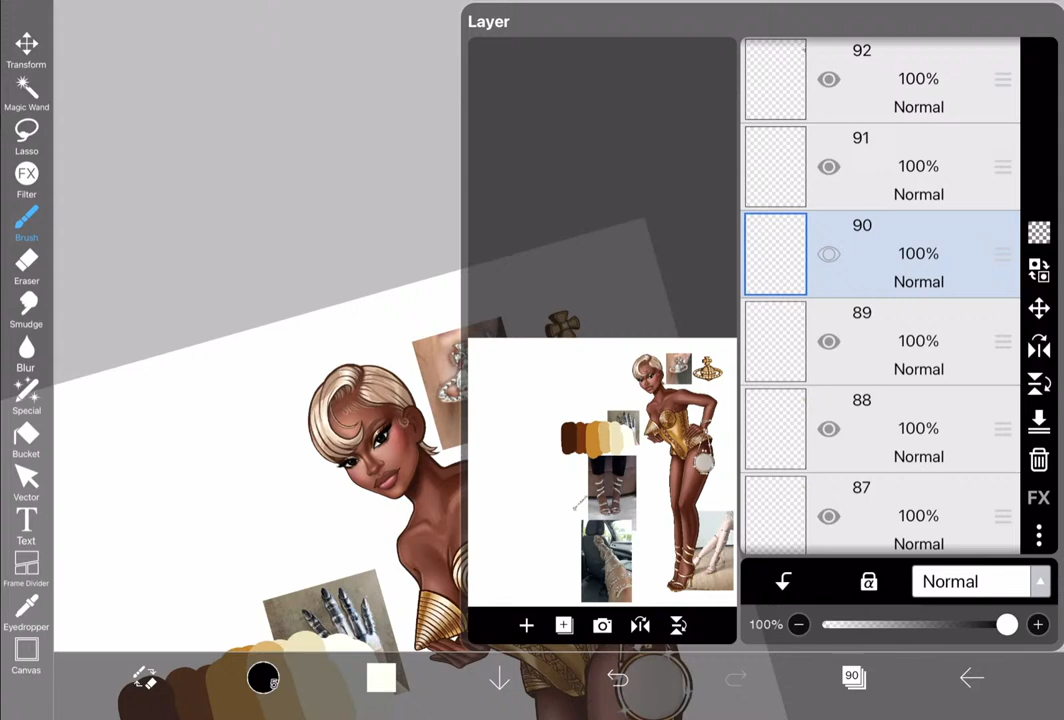 Layer
Transform
Magic Wand
Lasso
FX
Filter
Brush
Eraser
Smudge
Blur
Special
Bucket
Vector
T
Text
Frame Divider
Eyedropper
Canvas
92
100%
Normal
91
100%
Normal
90
100%
Normal
89
100%
Normal
88
100%
Normal
87
100%
Normal
FX
Normal
100%
90